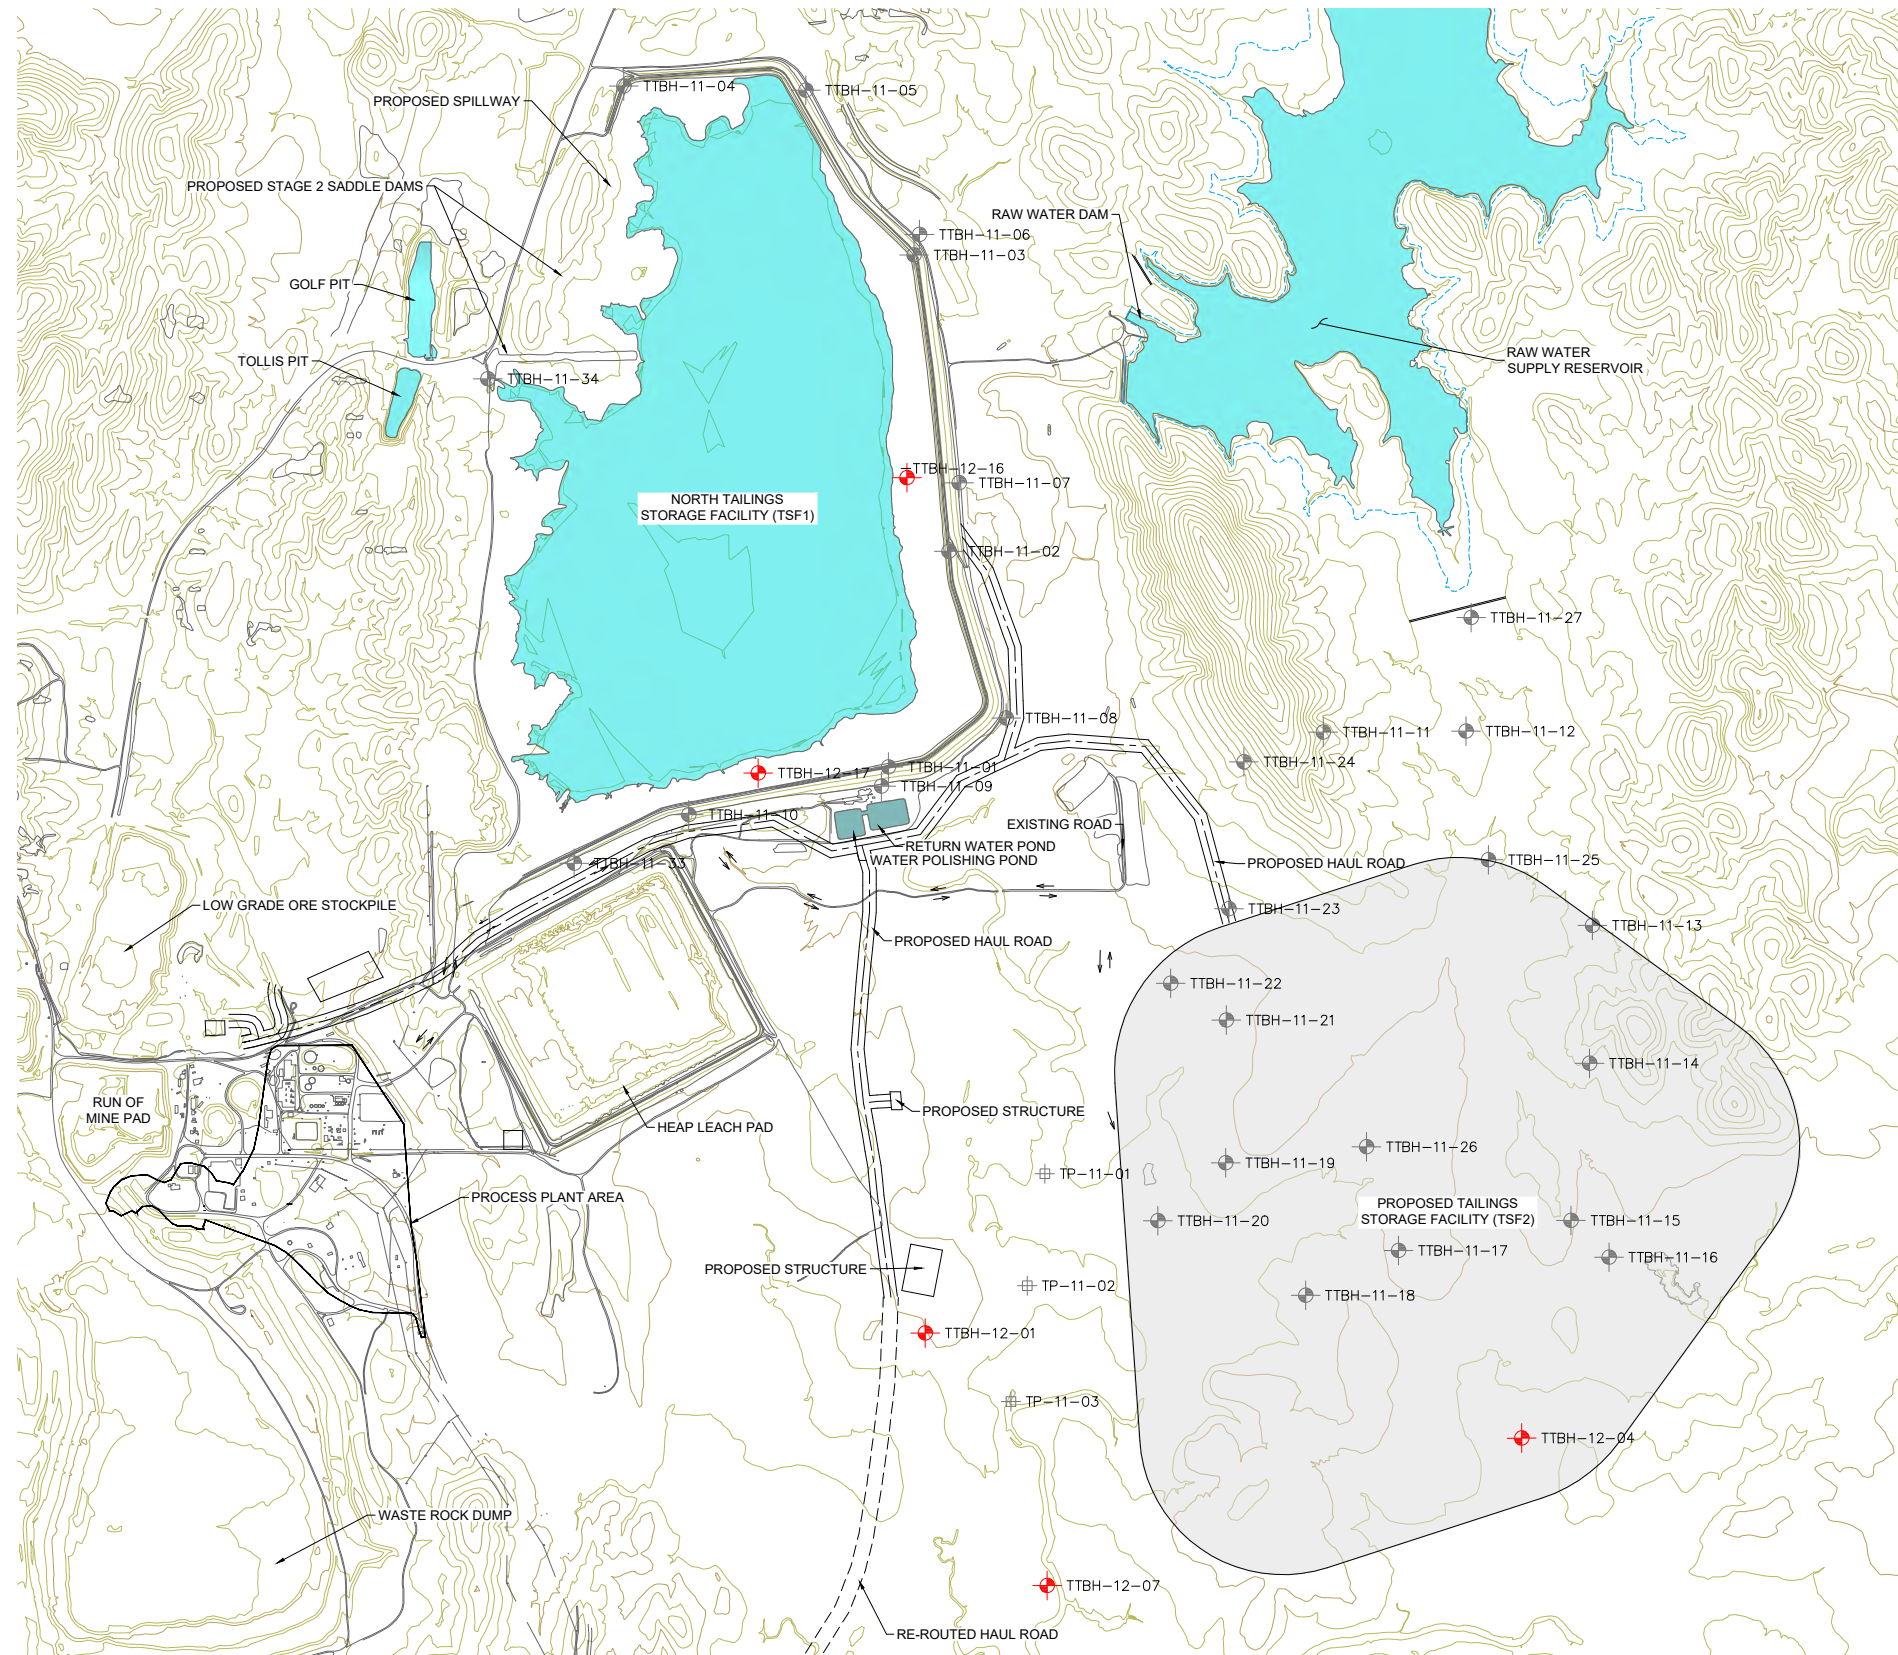 TTBH-11-04
TTBH-11-05
PROPOSED SPILLWAY
PROPOSED STAGE 2 SADDLE DAMS
RAW WATER DAM
TTBH-11-06
TTBH-11-03
GOLF PIT
TOLLIS PIT
RAW WATER
SUPPLY RESERVOIR
TTBH-11-34
TTBH-12-16
TTBH-11-07
NORTH TAILINGS
STORAGE FACILITY (TSF1)
TTBH-11-02
TTBH-11-27
TTBH-11-08
TTBH-11-11
TTBH-11-12
TTBH-11-24
TTBH-12-17
TTBH-11-01
TTBH-11-09
TTBH-11-10
EXISTING ROAD
RETURN WATER POND
WATER POLISHING POND
TTBH-11-33
PROPOSED HAUL ROAD
TTBH-11-25
LOW GRADE ORE STOCKPILE
TTBH-11-23
TTBH-11-13
PROPOSED HAUL ROAD
TTBH-11-22
TTBH-11-21
TTBH-11-14
RUN OF
MINE PAD
PROPOSED STRUCTURE
HEAP LEACH PAD
TTBH-11-26
TTBH-11-19
TP-11-01
PROCESS PLANT AREA
PROPOSED TAILINGS
STORAGE FACILITY (TSF2)
TTBH-11-20
TTBH-11-15
TTBH-11-17
TTBH-11-16
PROPOSED STRUCTURE
TP-11-02
TTBH-11-18
TTBH-12-01
TP-11-03
TTBH-12-04
WASTE ROCK DUMP
TTBH-12-07
RE-ROUTED HAUL ROAD